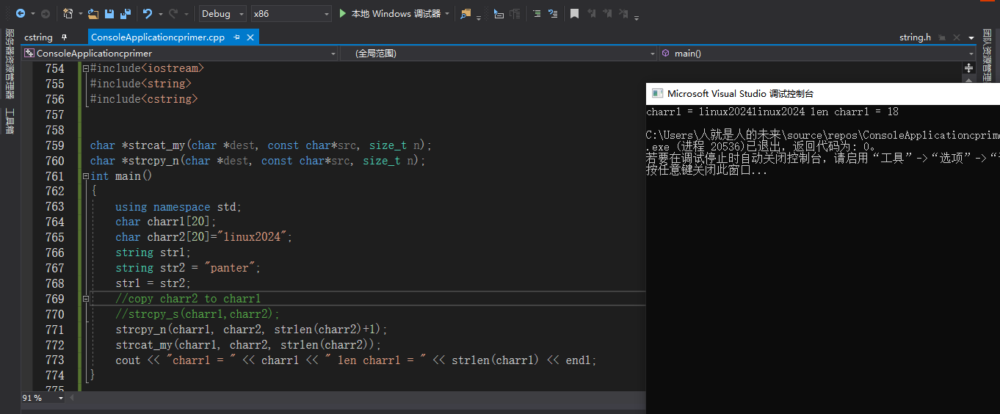 Debug
x86
本地 Windows 调试器
服务器资源管理器
工具箱
cstring
ConsoleApplicationcprimer.cpp
string.h
团队资源管理
ConsoleApplicationcprimer
(全局范围)
main()
754 #include<iostream>
755 #include<string>
756 #include<cstring>
757
758
759 char *strcat_my(char *dest, const char*src, size_t n);
760 char *strcpy_n(char *dest, const char*src, size_t n);
761 int main()
762 {
763 using namespace std;
764 char charr1[20];
765 char charr2[20]="linux2024";
766 string str1;
767 string str2 = "panter";
768 str1 = str2;
769 //copy charr2 to charr1
770 //strcpy_s(charr1,charr2);
771 strcpy_n(charr1, charr2, strlen(charr2)+1);
772 strcat_my(charr1, charr2, strlen(charr2));
773 cout << "charr1 = " << charr1 << " len charr1 = " << strlen(charr1) << endl;
774 }
775
91 %
Microsoft Visual Studio 调试控制台
charr1 = linux2024linux2024 len charr1 = 18
C:\Users\人就是人的未来\source\repos\ConsoleApplicationcprime
.exe (进程 20536)已退出，返回代码为: 0。
若要在调试停止时自动关闭控制台，请启用“工具”->“选项”->“
按任意键关闭此窗口...